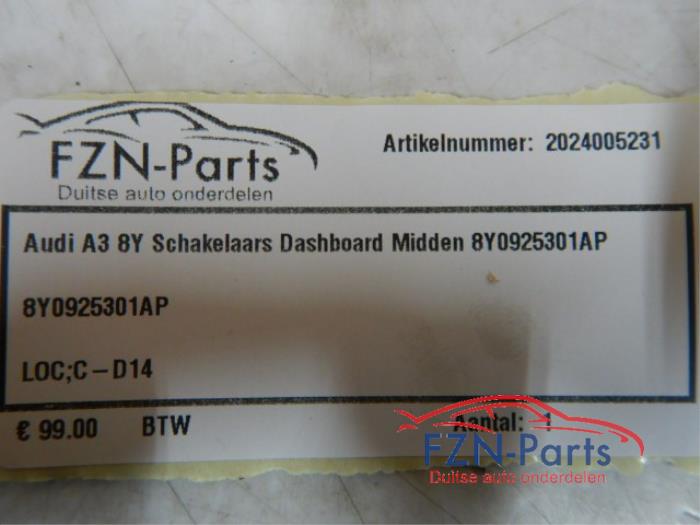 FZN-Parts
Duitse auto onderdelen
Artikelnummer: 2024005231
Audi A3 8Y Schakelaars Dashboard Midden 8Y0925301AP
8Y0925301AP
LOC;C-D14
€ 99.00 BTW Aantal: 1
FZN-Parts
Duitse auto onderdelen